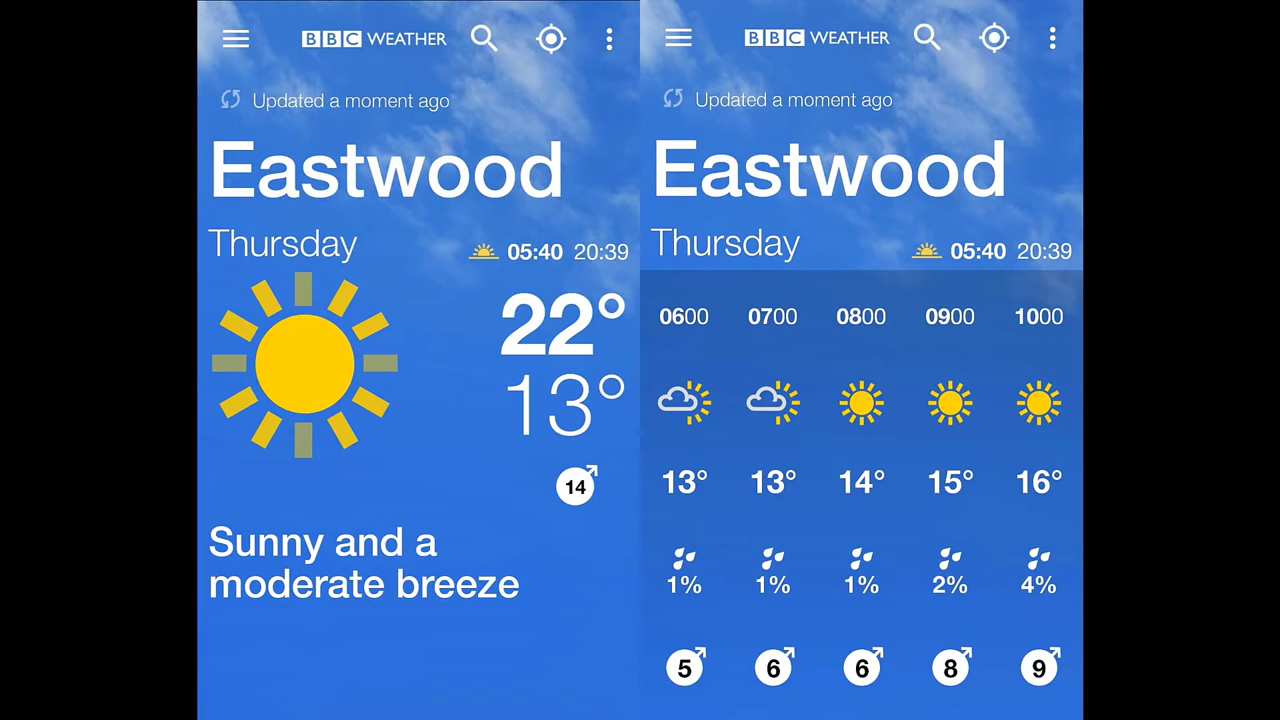 BBC WEATHER
Updated a moment ago
Eastwood
Thursday 05:40 20:39
22°
13°
14
Sunny and a
moderate breeze
BBC WEATHER
Updated a moment ago
Eastwood
Thursday 05:40 20:39
0600 0700 0800 0900 1000
13° 13° 14° 15° 16°
1% 1% 1% 2% 4%
5 6 6 8 9